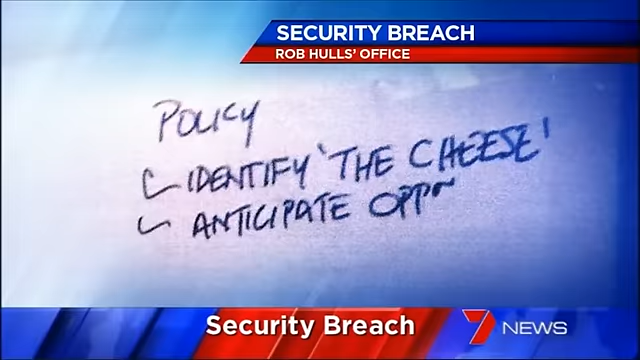 SECURITY BREACH
ROB HULLS' OFFICE
POLICY
IDENTIFY 'THE CHEESE'
ANTICIPATE OPPN
Security Breach
7 NEWS